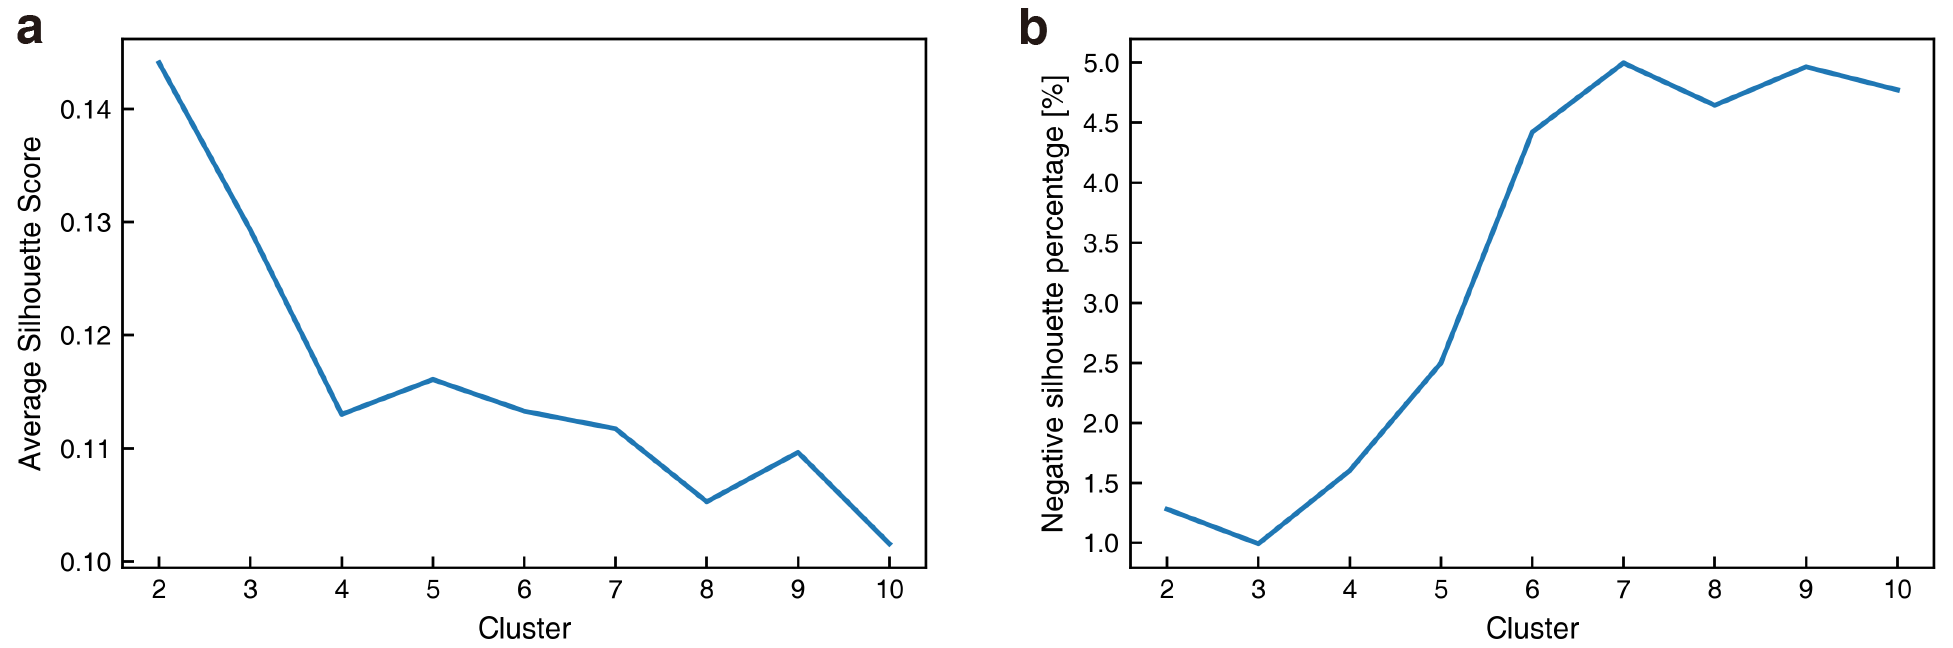 a
Average Silhouette Score
0.14
0.13
0.12
0.11
0.10
2 3 4 5 6 7 8 9 10
Cluster
b
Negative silhouette percentage [%]
5.0
4.5
4.0
3.5
3.0
2.5
2.0
1.5
1.0
2 3 4 5 6 7 8 9 10
Cluster